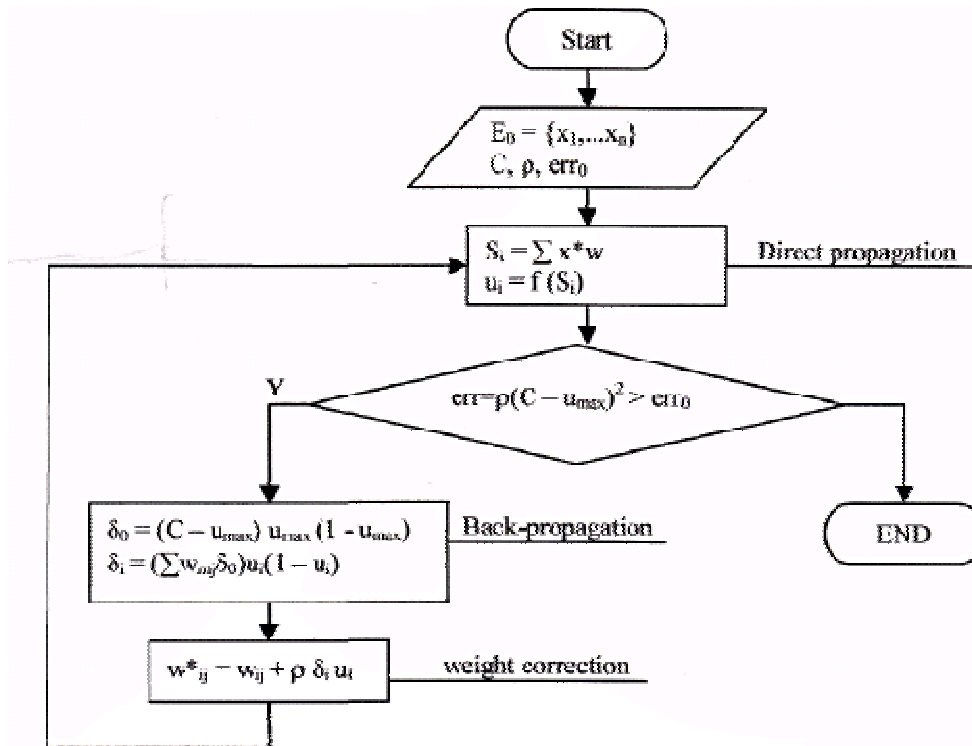 Start
E₀ = {x₁,...xₙ}
C, ρ, err₀
Sᵢ = ∑ x*w
uᵢ = f (Sᵢ)
Direct propagation
Y
err=ρ(C – uₘₐₓ)² > err₀
δ₀ = (C – uₘₐₓ) uₘₐₓ (1 - uₘₐₓ)
δᵢ = (∑wₘⱼδ₀)uᵢ(1 – uᵢ)
Back-propagation
END
w*ᵢⱼ = wᵢⱼ + ρ δᵢ uᵢ
weight correction